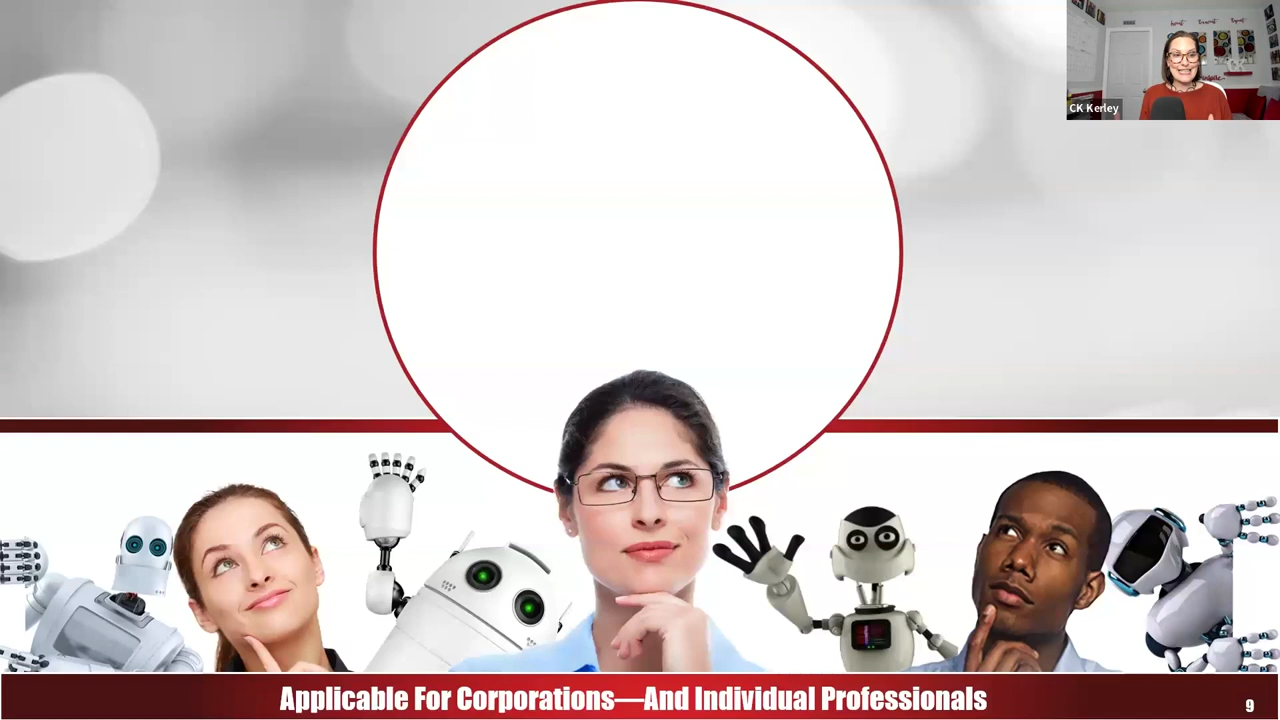 CK Kerley
Applicable For Corporations—And Individual Professionals
9